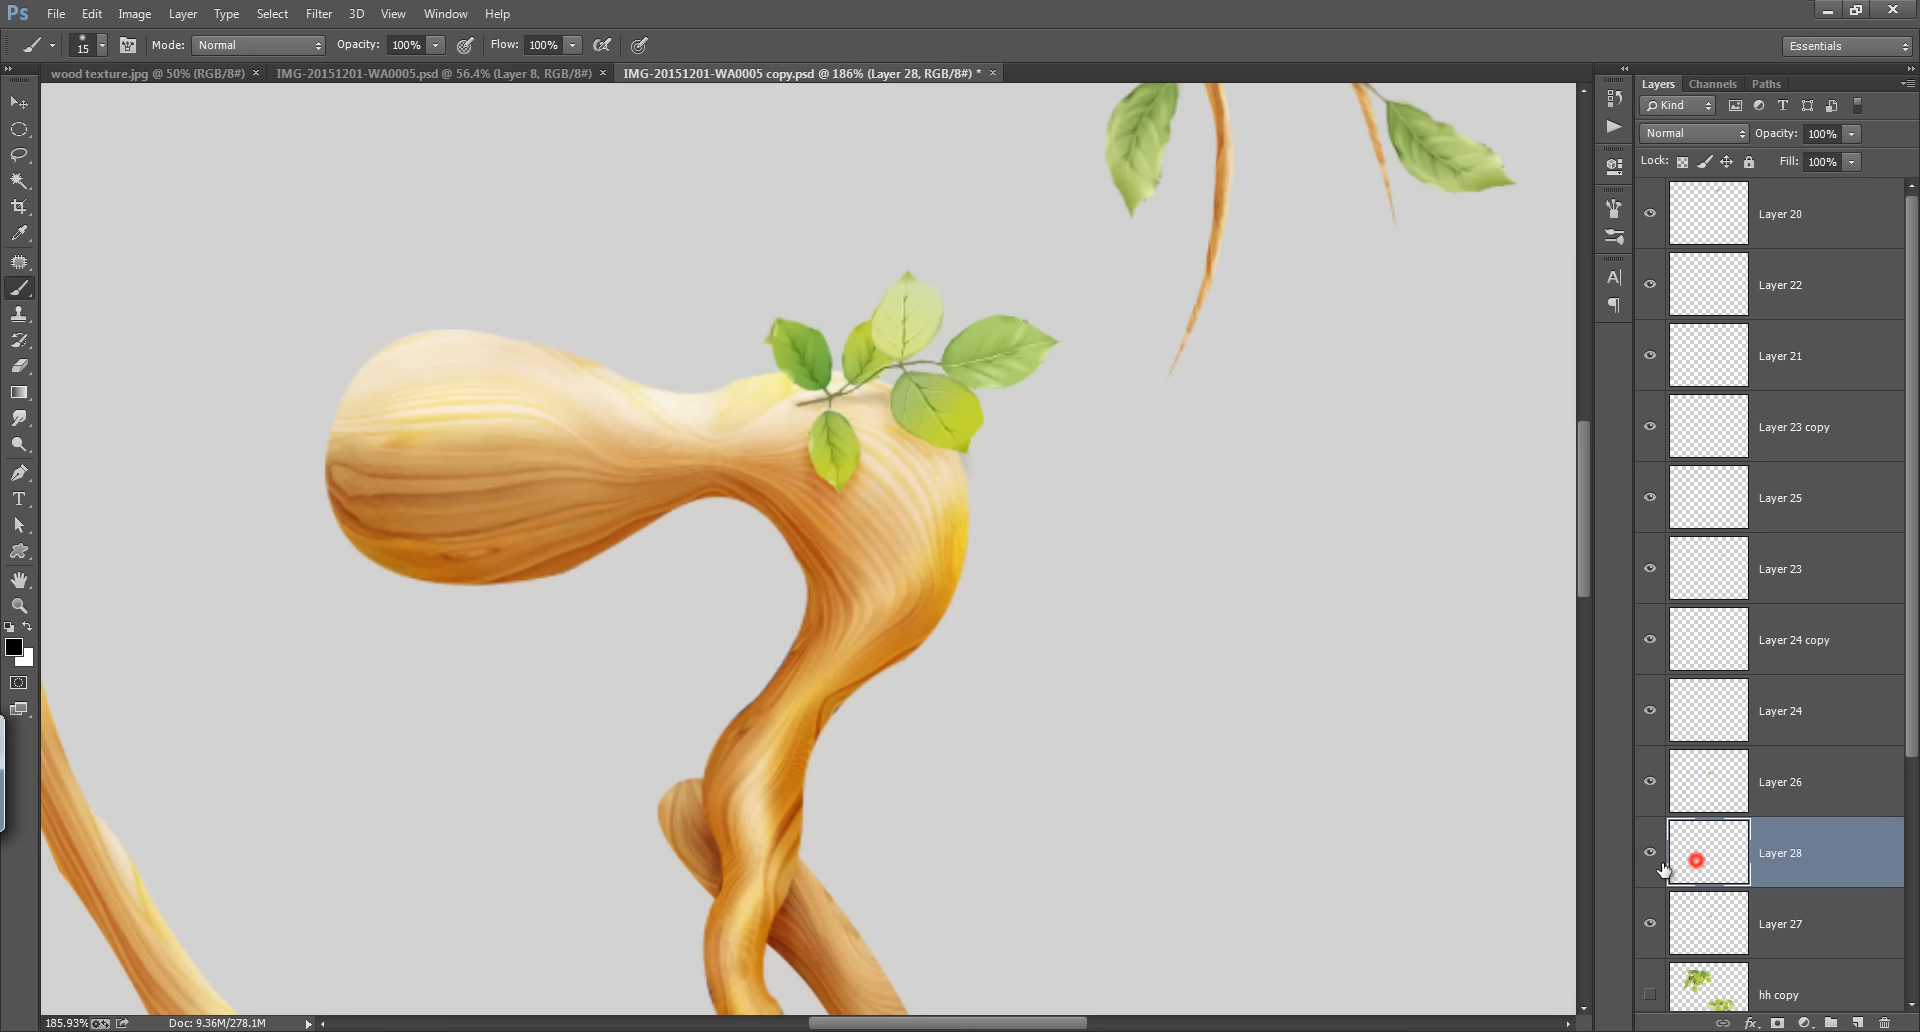 Ps File Edit Image Layer Type Select Filter 3D View Window Help
15 Mode: Normal Opacity: 100% Flow: 100% Essentials
wood texture.jpg @ 50% (RGB/8#) × IMG-20151201-WA0005.psd @ 56.4% (Layer 8, RGB/8#) × IMG-20151201-WA0005 copy.psd @ 186% (Layer 28, RGB/8#) * ×
Layers Channels Paths
Kind
Normal Opacity: 100%
Lock: Fill: 100%
Layer 20
Layer 22
Layer 21
Layer 23 copy
Layer 25
Layer 23
Layer 24 copy
Layer 24
Layer 26
Layer 28
Layer 27
hh copy
185.93% Doc: 9.36M/278.1M